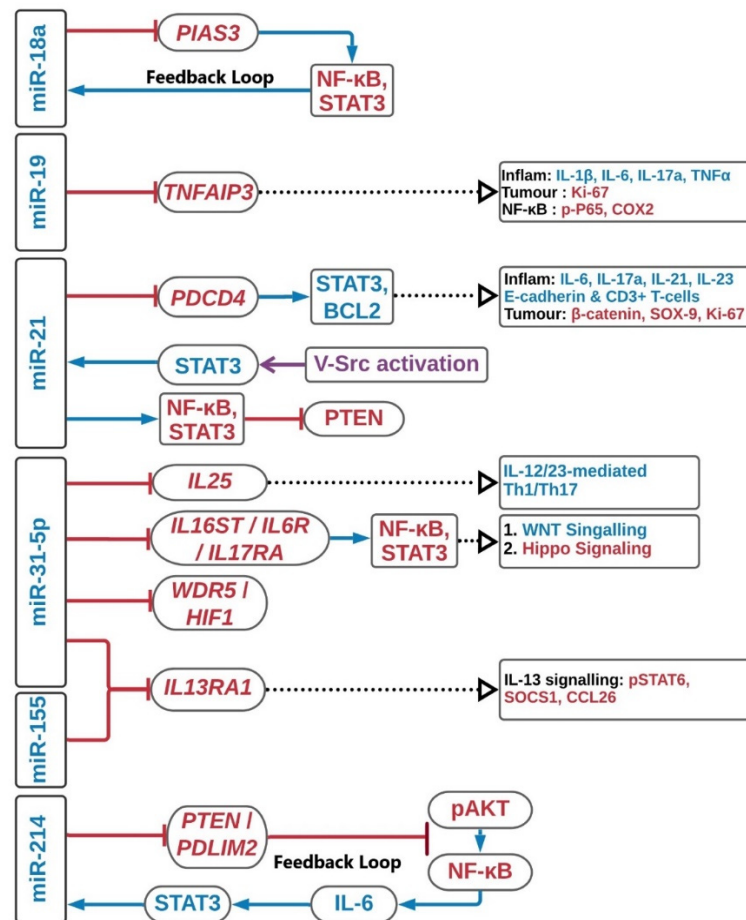 miR-18a
PIAS3
Feedback Loop
NF-κB,
STAT3
miR-19
TNFAIP3
Inflam: IL-1β, IL-6, IL-17a, TNFα
Tumour : Ki-67
NF-κB : p-P65, COX2
miR-21
PDCD4
STAT3,
BCL2
Inflam: IL-6, IL-17a, IL-21, IL-23
E-cadherin & CD3+ T-cells
Tumour: β-catenin, SOX-9, Ki-67
STAT3
V-Src activation
NF-κB,
STAT3
PTEN
miR-31-5p
IL25
IL-12/23-mediated
Th1/Th17
IL16ST / IL6R
/ IL17RA
NF-κB,
STAT3
1. WNT Singalling
2. Hippo Signaling
WDR5 /
HIF1
miR-155
IL13RA1
IL-13 signalling: pSTAT6,
SOCS1, CCL26
miR-214
PTEN /
PDLIM2
Feedback Loop
pAKT
NF-κB
IL-6
STAT3